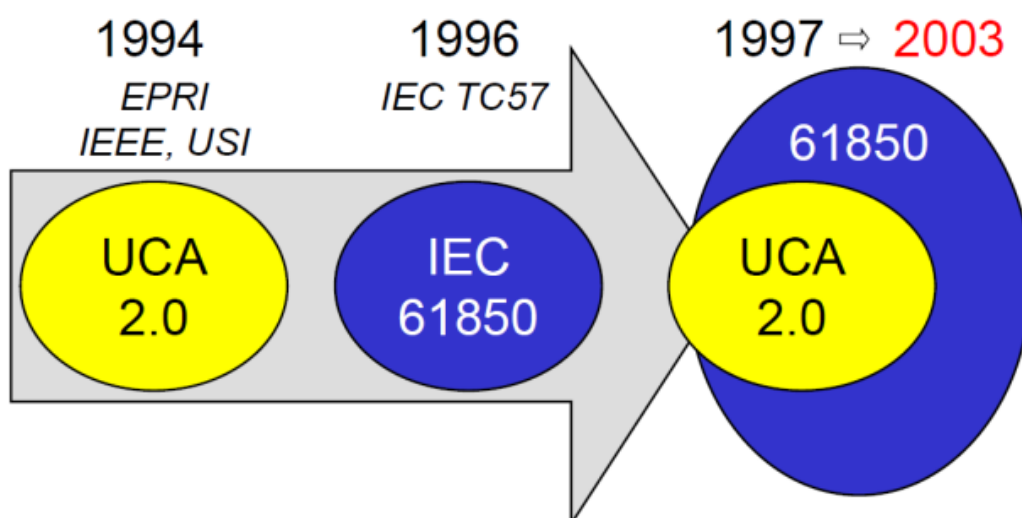 1994
EPRI
IEEE, USI
UCA
2.0
1996
IEC TC57
IEC
61850
1997 ⇨ 2003
61850
UCA
2.0